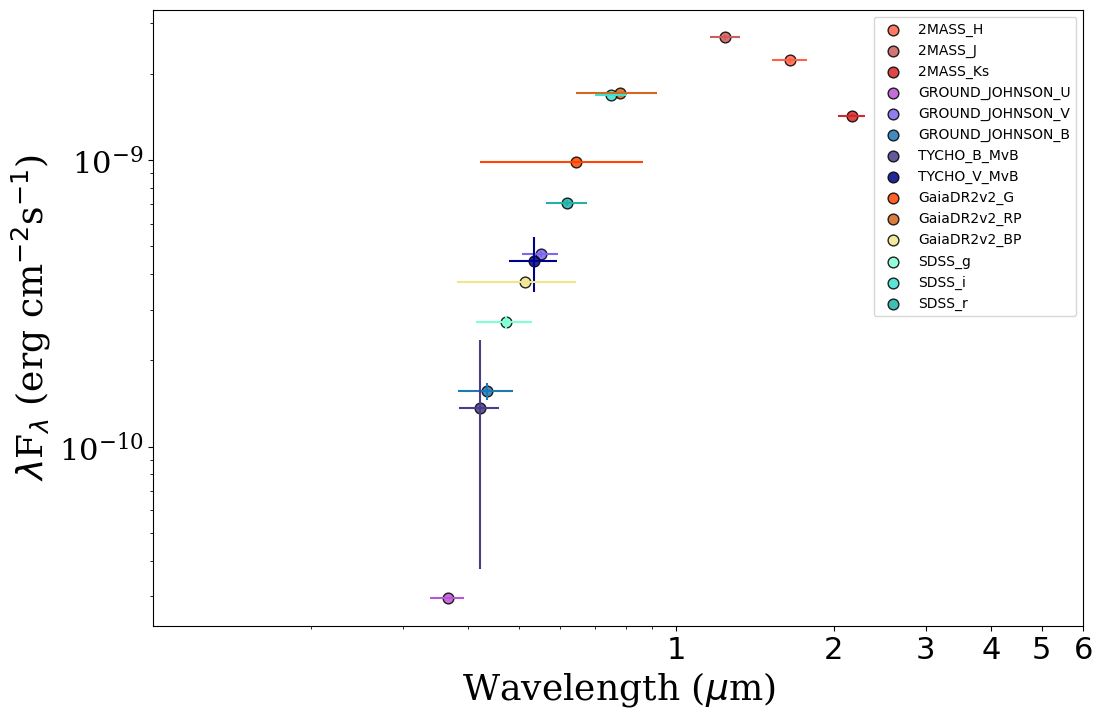 2MASS_H
2MASS_J
2MASS_Ks
GROUND_JOHNSON_U
GROUND_JOHNSON_V
GROUND_JOHNSON_B
TYCHO_B_MvB
TYCHO_V_MvB
GaiaDR2v2_G
GaiaDR2v2_RP
GaiaDR2v2_BP
SDSS_g
SDSS_i
SDSS_r
λF_λ (erg cm⁻²s⁻¹)
10⁻⁹
10⁻¹⁰
1 2 3 4 5 6
Wavelength (μm)